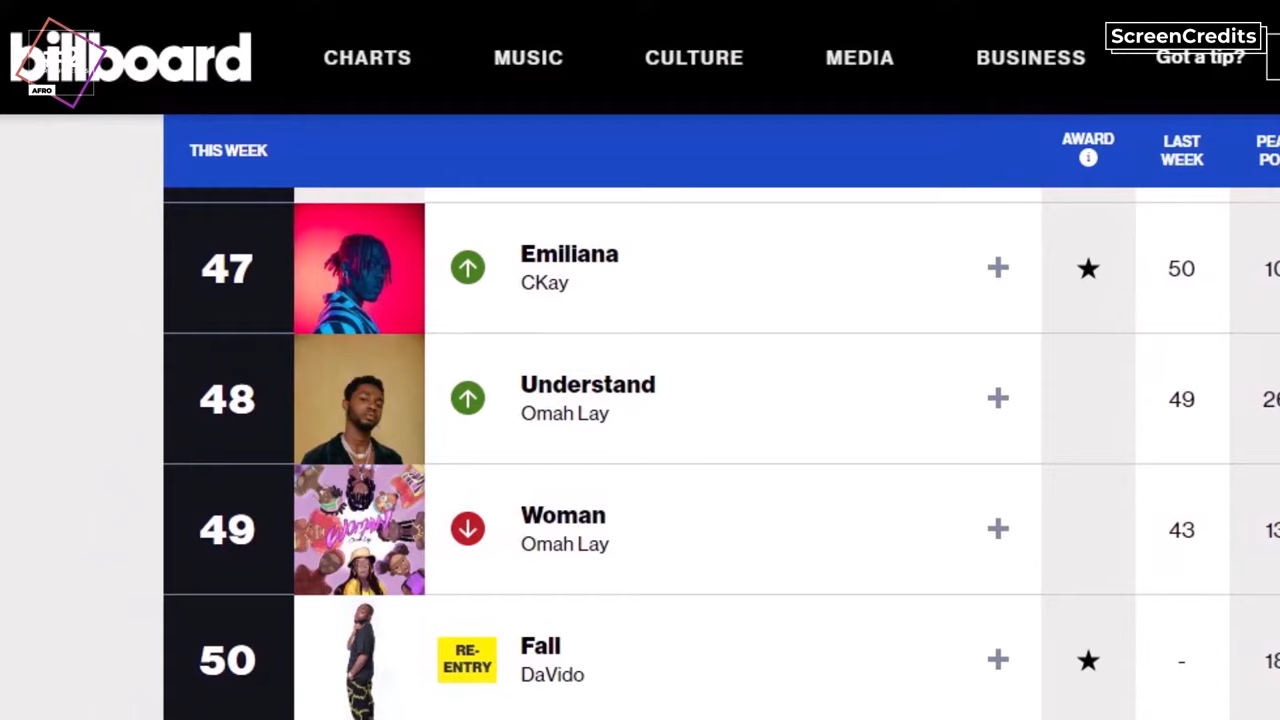 billboard
CHARTS MUSIC CULTURE MEDIA BUSINESS Got a tip?
ScreenCredits
AFRO
THIS WEEK AWARD LAST WEEK
47 Emiliana 50
CKay
48 Understand 49
Omah Lay
49 Woman 43
Omah Lay
50 RE-ENTRY Fall -
DaVido